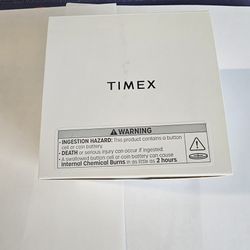 TIMEX
WARNING
• INGESTION HAZARD: This product contains a button
cell or coin battery.
• DEATH or serious injury can occur if ingested.
• A swallowed button cell or coin battery can cause
Internal Chemical Burns in as little as 2 hours